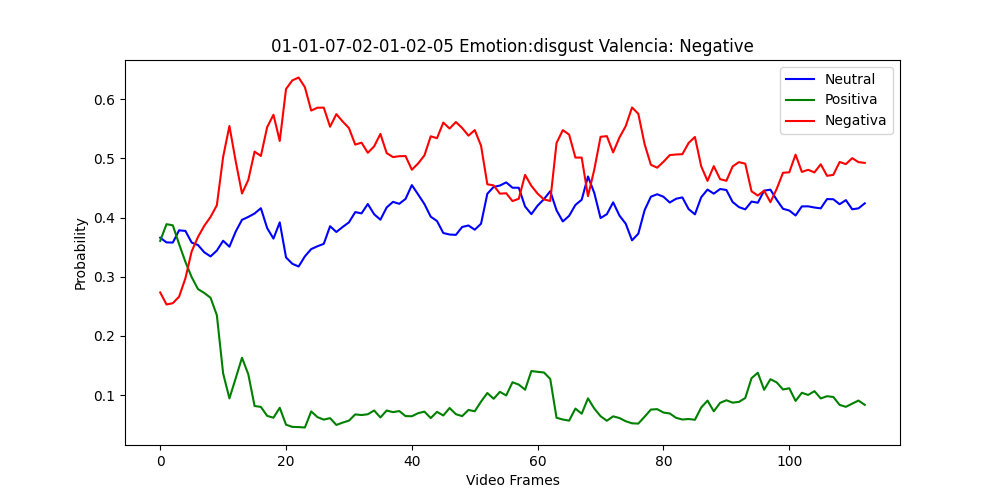 01-01-07-02-01-02-05 Emotion:disgust Valencia: Negative
Neutral
Positiva
Negativa
0.6
0.5
0.4
0.3
0.2
0.1
Probability
0 20 40 60 80 100
Video Frames